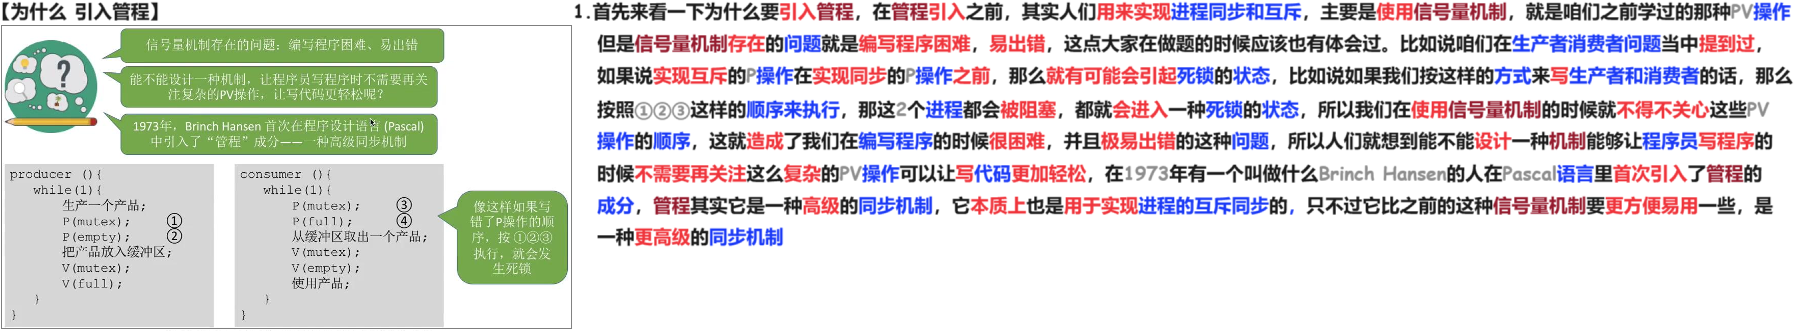 【为什么 引入管程】
信号量机制存在的问题：编写程序困难、易出错
能不能设计一种机制，让程序员写程序时不需要再关
注复杂的PV操作，让写代码更轻松呢？
1973年，Brinch Hansen 首次在程序设计语言 (Pascal)
中引入了“管程”成分——一种高级同步机制
producer (){
while(1){
生产一个产品;
P(mutex); ①
P(empty); ②
把产品放入缓冲区;
V(mutex);
V(full);
}
}
consumer (){
while(1){
P(mutex); ③
P(full); ④
从缓冲区取出一个产品;
V(mutex);
V(empty);
使用产品;
}
}
像这样如果写
错了P操作的顺
序，按①②③
执行，就会发
生死锁
1.首先来看一下为什么要引入管程，在管程引入之前，其实人们用来实现进程同步和互斥，主要是使用信号量机制，就是咱们之前学过的那种PV操作
但是信号量机制存在的问题就是编写程序困难，易出错，这点大家在做题的时候应该也有体会过。比如说咱们在生产者消费者问题当中提到过，
如果说实现互斥的P操作在实现同步的P操作之前，那么就有可能会引起死锁的状态，比如说如果我们按这样的方式来写生产者和消费者的话，那么
按照①②③这样的顺序来执行，那这2个进程都会被阻塞，都就会进入一种死锁的状态，所以我们在使用信号量机制的时候就不得不关心这些PV
操作的顺序，这就造成了我们在编写程序的时候很困难，并且极易出错的这种问题，所以人们就想到能不能设计一种机制能够让程序员写程序的
时候不需要再关注这么复杂的PV操作可以让写代码更加轻松，在1973年有一个叫做什么Brinch Hansen的人在Pascal语言里首次引入了管程的
成分，管程其实它是一种高级的同步机制，它本质上也是用于实现进程的互斥同步的，只不过它比之前的这种信号量机制要更方便易用一些，是
一种更高级的同步机制